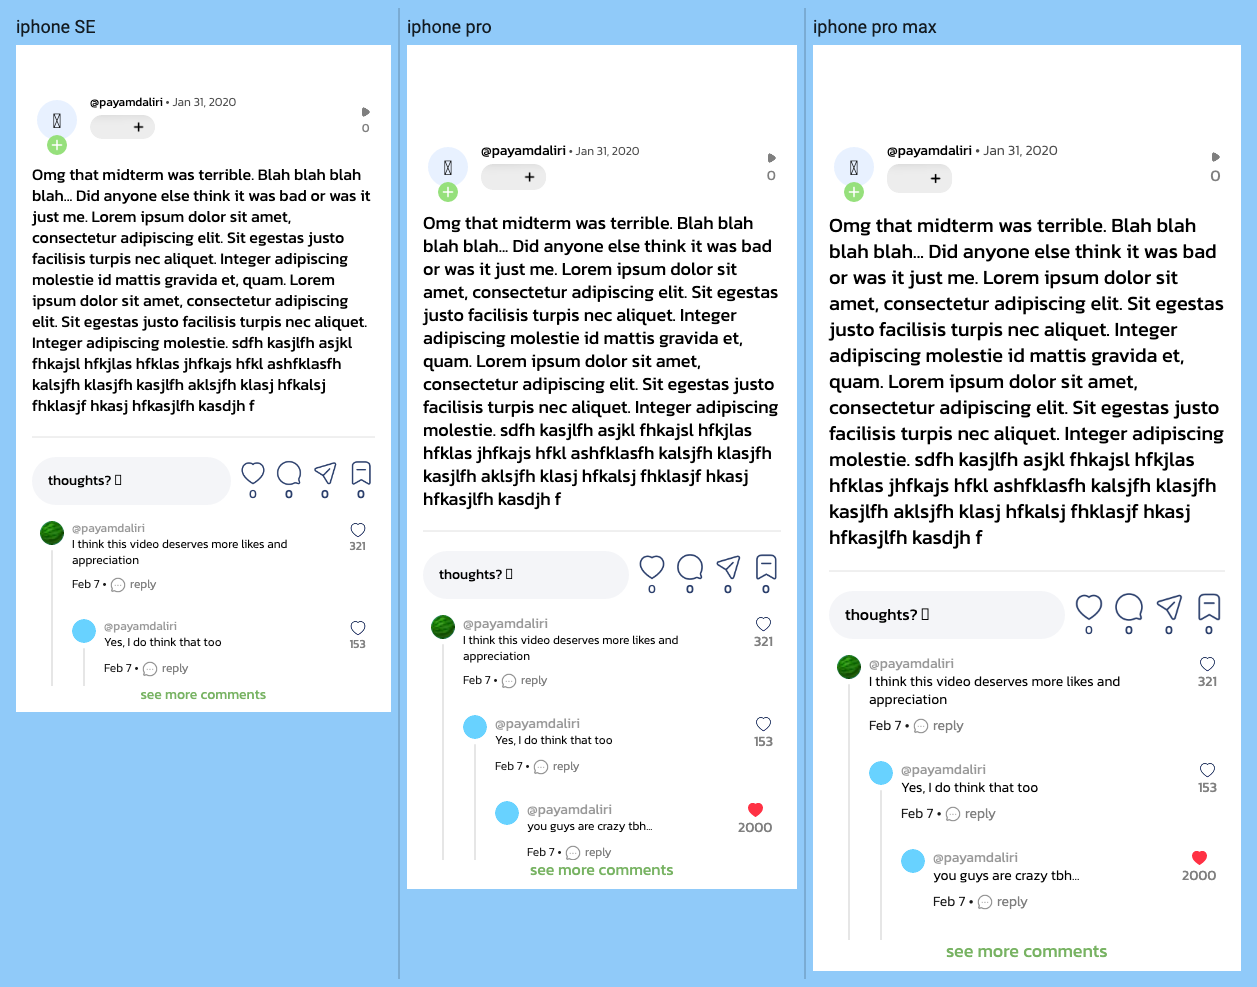 iphone SE
@payamdaliri • Jan 31, 2020
+
0
+
Omg that midterm was terrible. Blah blah blah
blah... Did anyone else think it was bad or was it
just me. Lorem ipsum dolor sit amet,
consectetur adipiscing elit. Sit egestas justo
facilisis turpis nec aliquet. Integer adipiscing
molestie id mattis gravida et, quam. Lorem
ipsum dolor sit amet, consectetur adipiscing
elit. Sit egestas justo facilisis turpis nec aliquet.
Integer adipiscing molestie. sdfh kasjlfh asjkl
fhkajsl hfkjlas hfklas jhfkajs hfkl ashfklasfh
kalsjfh klasjfh kasjlfh aklsjfh klasj hfkalsj
fhklasjf hkasj hfkasjlfh kasdjh f
thoughts?
0 0 0 0
@payamdaliri
I think this video deserves more likes and
appreciation
321
Feb 7 • reply
@payamdaliri
Yes, I do think that too
153
Feb 7 • reply
see more comments
iphone pro
@payamdaliri • Jan 31, 2020
+
0
+
Omg that midterm was terrible. Blah blah
blah blah... Did anyone else think it was bad
or was it just me. Lorem ipsum dolor sit
amet, consectetur adipiscing elit. Sit egestas
justo facilisis turpis nec aliquet. Integer
adipiscing molestie id mattis gravida et,
quam. Lorem ipsum dolor sit amet,
consectetur adipiscing elit. Sit egestas justo
facilisis turpis nec aliquet. Integer adipiscing
molestie. sdfh kasjlfh asjkl fhkajsl hfkjlas
hfklas jhfkajs hfkl ashfklasfh kalsjfh klasjfh
kasjlfh aklsjfh klasj hfkalsj fhklasjf hkasj
hfkasjlfh kasdjh f
thoughts?
0 0 0 0
@payamdaliri
I think this video deserves more likes and
appreciation
321
Feb 7 • reply
@payamdaliri
Yes, I do think that too
153
Feb 7 • reply
@payamdaliri
you guys are crazy tbh...
2000
Feb 7 • reply
see more comments
iphone pro max
@payamdaliri • Jan 31, 2020
+
0
+
Omg that midterm was terrible. Blah blah
blah blah... Did anyone else think it was bad
or was it just me. Lorem ipsum dolor sit
amet, consectetur adipiscing elit. Sit egestas
justo facilisis turpis nec aliquet. Integer
adipiscing molestie id mattis gravida et,
quam. Lorem ipsum dolor sit amet,
consectetur adipiscing elit. Sit egestas justo
facilisis turpis nec aliquet. Integer adipiscing
molestie. sdfh kasjlfh asjkl fhkajsl hfkjlas
hfklas jhfkajs hfkl ashfklasfh kalsjfh klasjfh
kasjlfh aklsjfh klasj hfkalsj fhklasjf hkasj
hfkasjlfh kasdjh f
thoughts?
0 0 0 0
@payamdaliri
I think this video deserves more likes and
appreciation
321
Feb 7 • reply
@payamdaliri
Yes, I do think that too
153
Feb 7 • reply
@payamdaliri
you guys are crazy tbh...
2000
Feb 7 • reply
see more comments